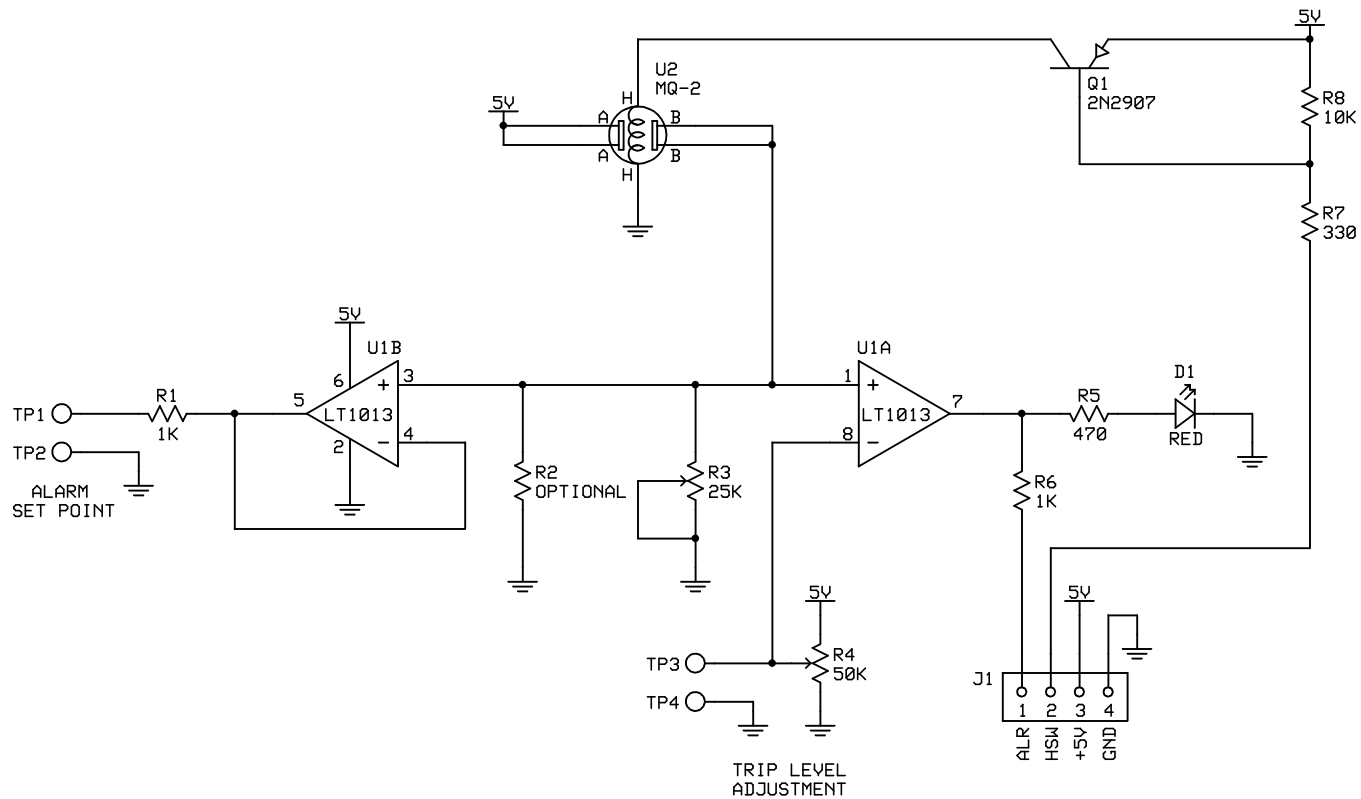 5V
U2
MQ-2
H
5V
A
B
A
B
H
Q1
2N2907
R8
10K
R7
330
5V
U1B
6
+
3
5
LT1013
2
−
4
R1
1K
TP1
TP2
ALARM
SET POINT
R2
OPTIONAL
R3
25K
U1A
1
+
LT1013
7
8
−
R5
470
D1
RED
R6
1K
5V
R4
50K
TP3
TP4
TRIP LEVEL
ADJUSTMENT
5V
J1
1 2 3 4
ALR
HSW
+5V
GND